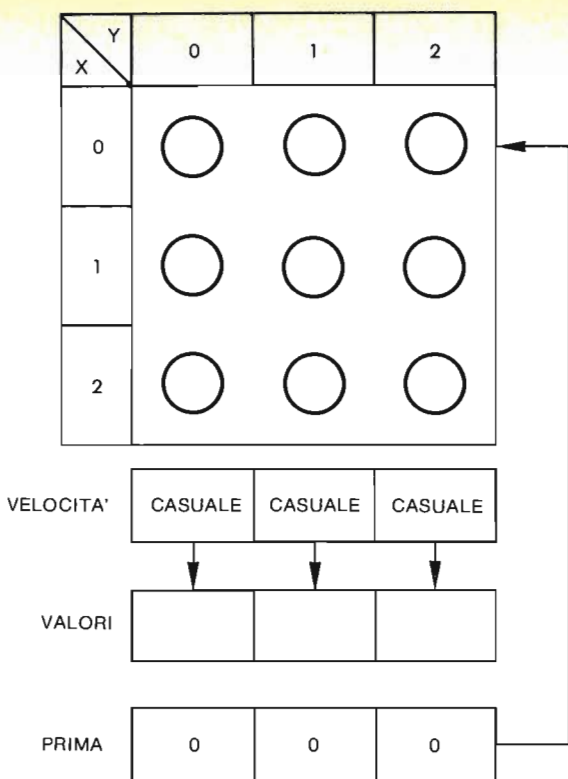 Y
X 0 1 2
0
1
2
VELOCITA' CASUALE CASUALE CASUALE
VALORI
PRIMA 0 0 0